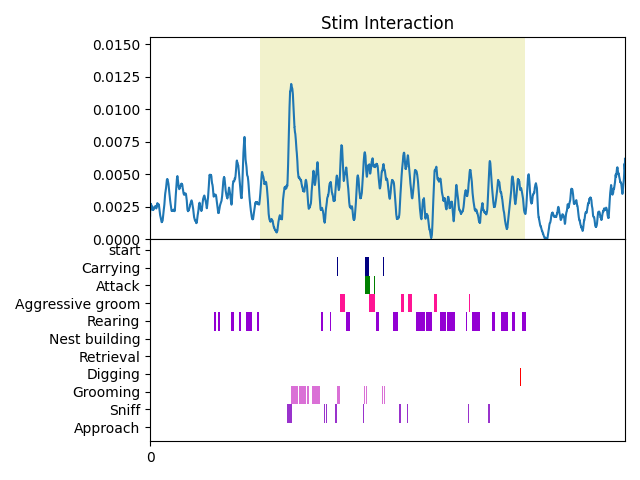 Stim Interaction
0.0150
0.0125
0.0100
0.0075
0.0050
0.0025
0.0000
start
Carrying
Attack
Aggressive groom
Rearing
Nest building
Retrieval
Digging
Grooming
Sniff
Approach
0